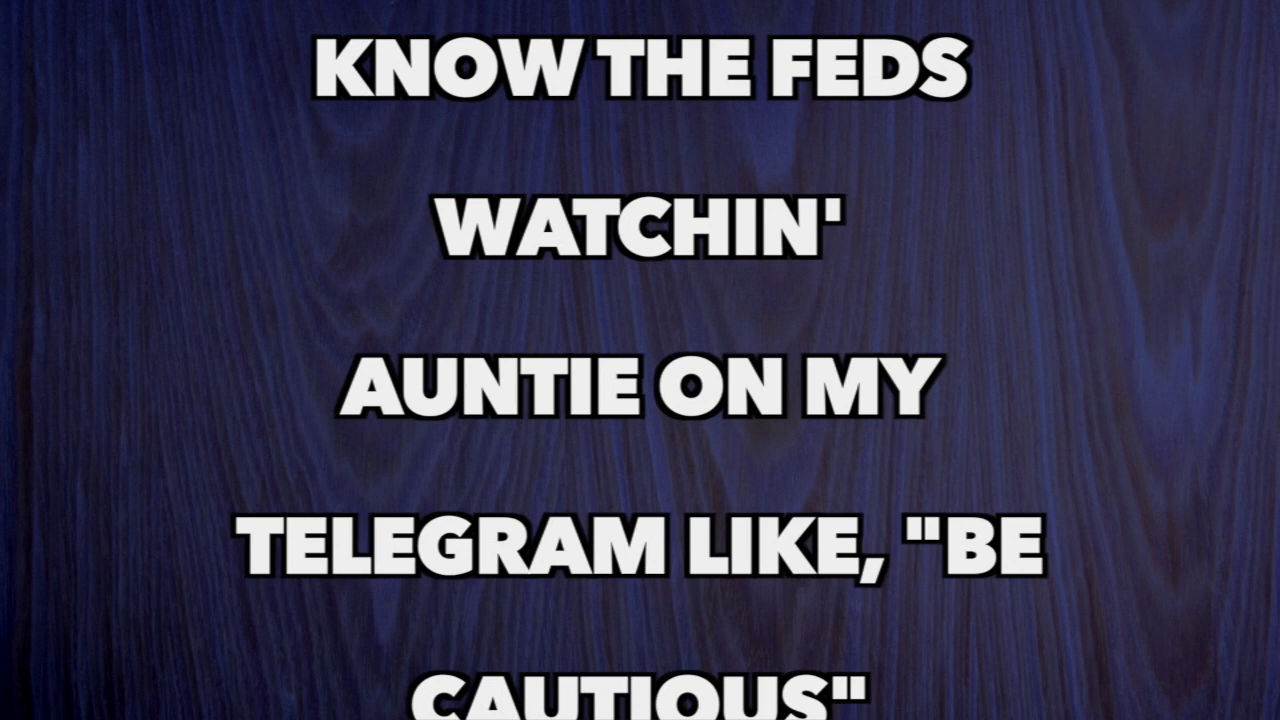 KNOW THE FEDS
WATCHIN'
AUNTIE ON MY
TELEGRAM LIKE, "BE
CAUTIOUS"